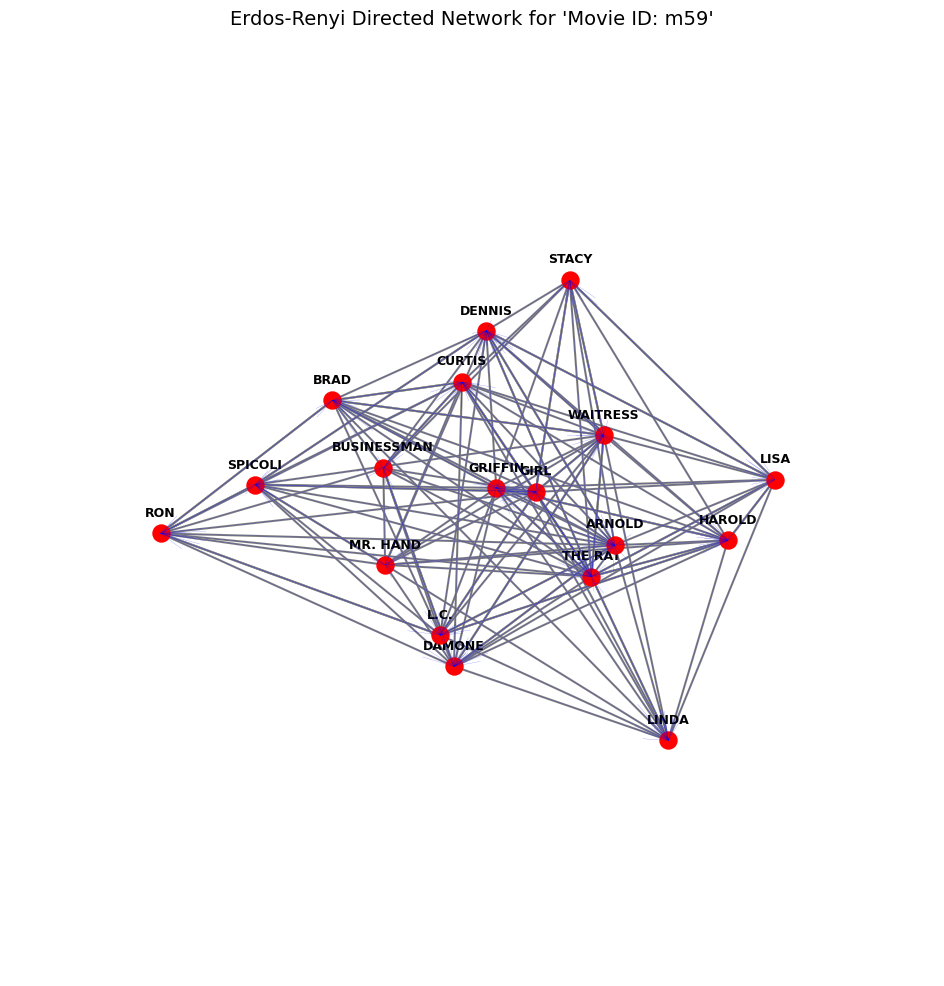 Erdos-Renyi Directed Network for 'Movie ID: m59'
STACY
DENNIS
CURTIS
BRAD
WAITRESS
BUSINESSMAN
LISA
SPICOLI
GRIFFIN
GIRL
RON
ARNOLD
HAROLD
MR. HAND
THE RAT
L.C.
DAMONE
LINDA